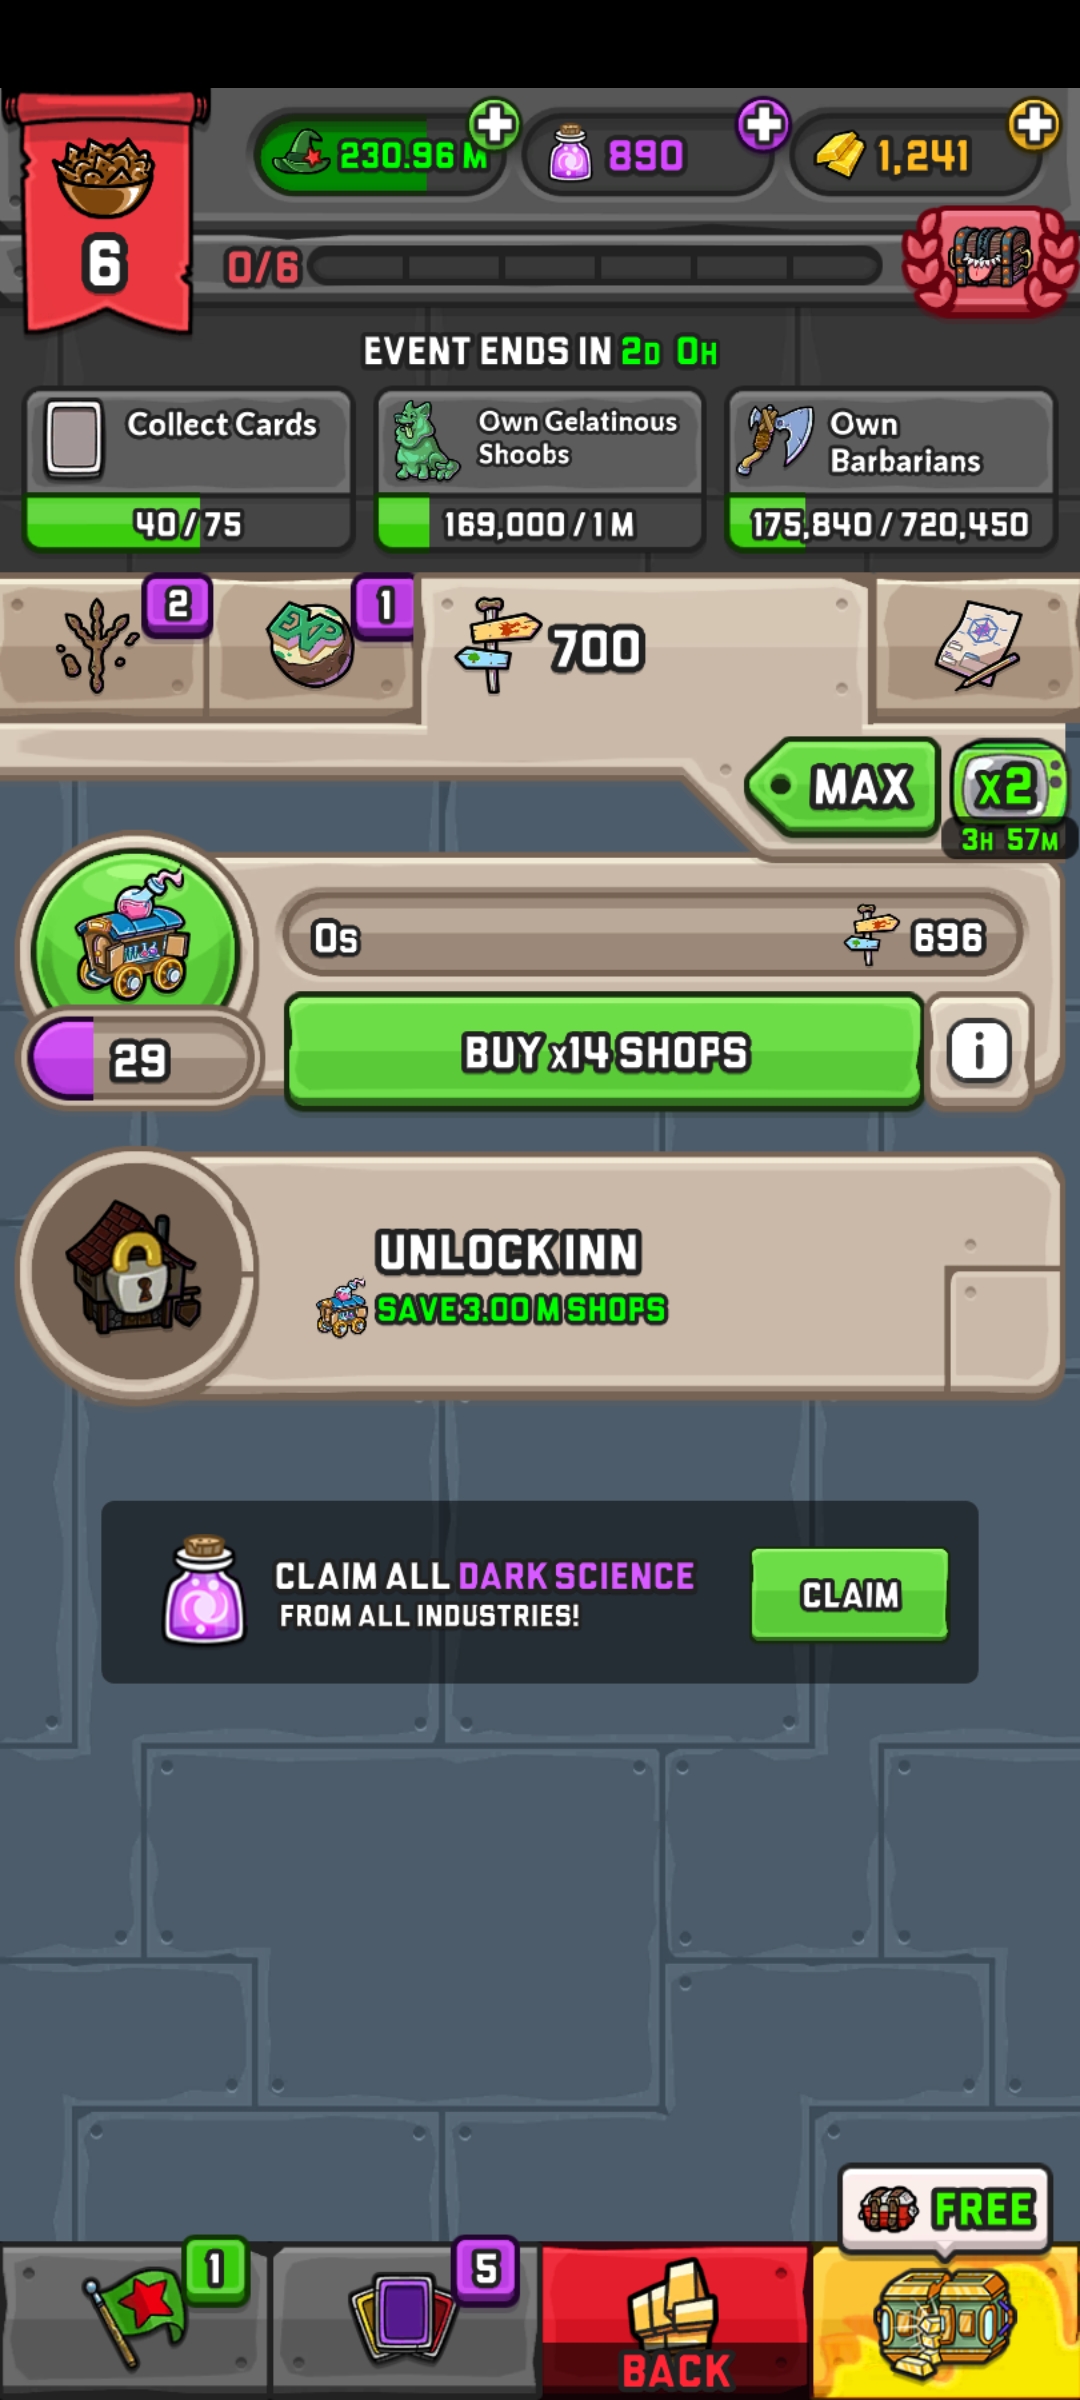 230.96 M
890
1,241
6
0/6
EVENT ENDS IN 2D 0H
Collect Cards
40/75
Own Gelatinous
Shoobs
169,000/1M
Own
Barbarians
175,840/720,450
2
EXP
1
700
MAX
x2
3H 57M
0s
696
29
BUY x14 SHOPS
i
UNLOCK INN
SAVE 3.00 M SHOPS
CLAIM ALL DARK SCIENCE
FROM ALL INDUSTRIES!
CLAIM
FREE
1
5
BACK